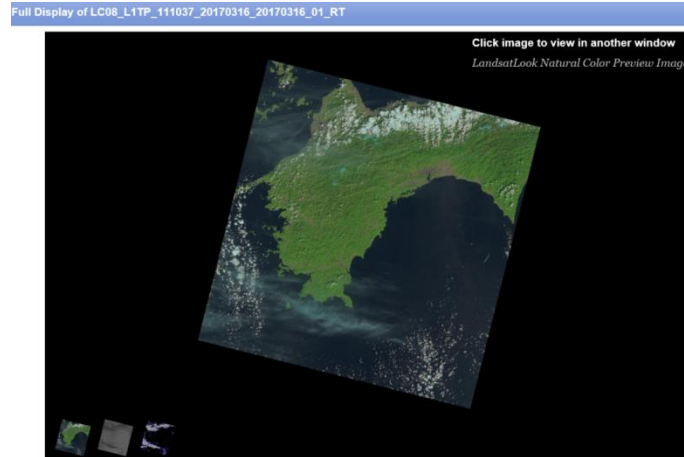 Full Display of LC08_L1TP_111037_20170316_20170316_01_RT
Click image to view in another window
LandsatLook Natural Color Preview Imag